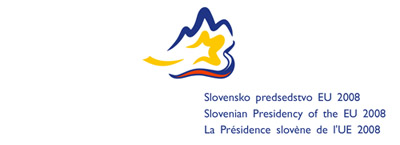 Slovensko predsedstvo EU 2008
Slovenian Presidency of the EU 2008
La Présidence slovène de l'UE 2008